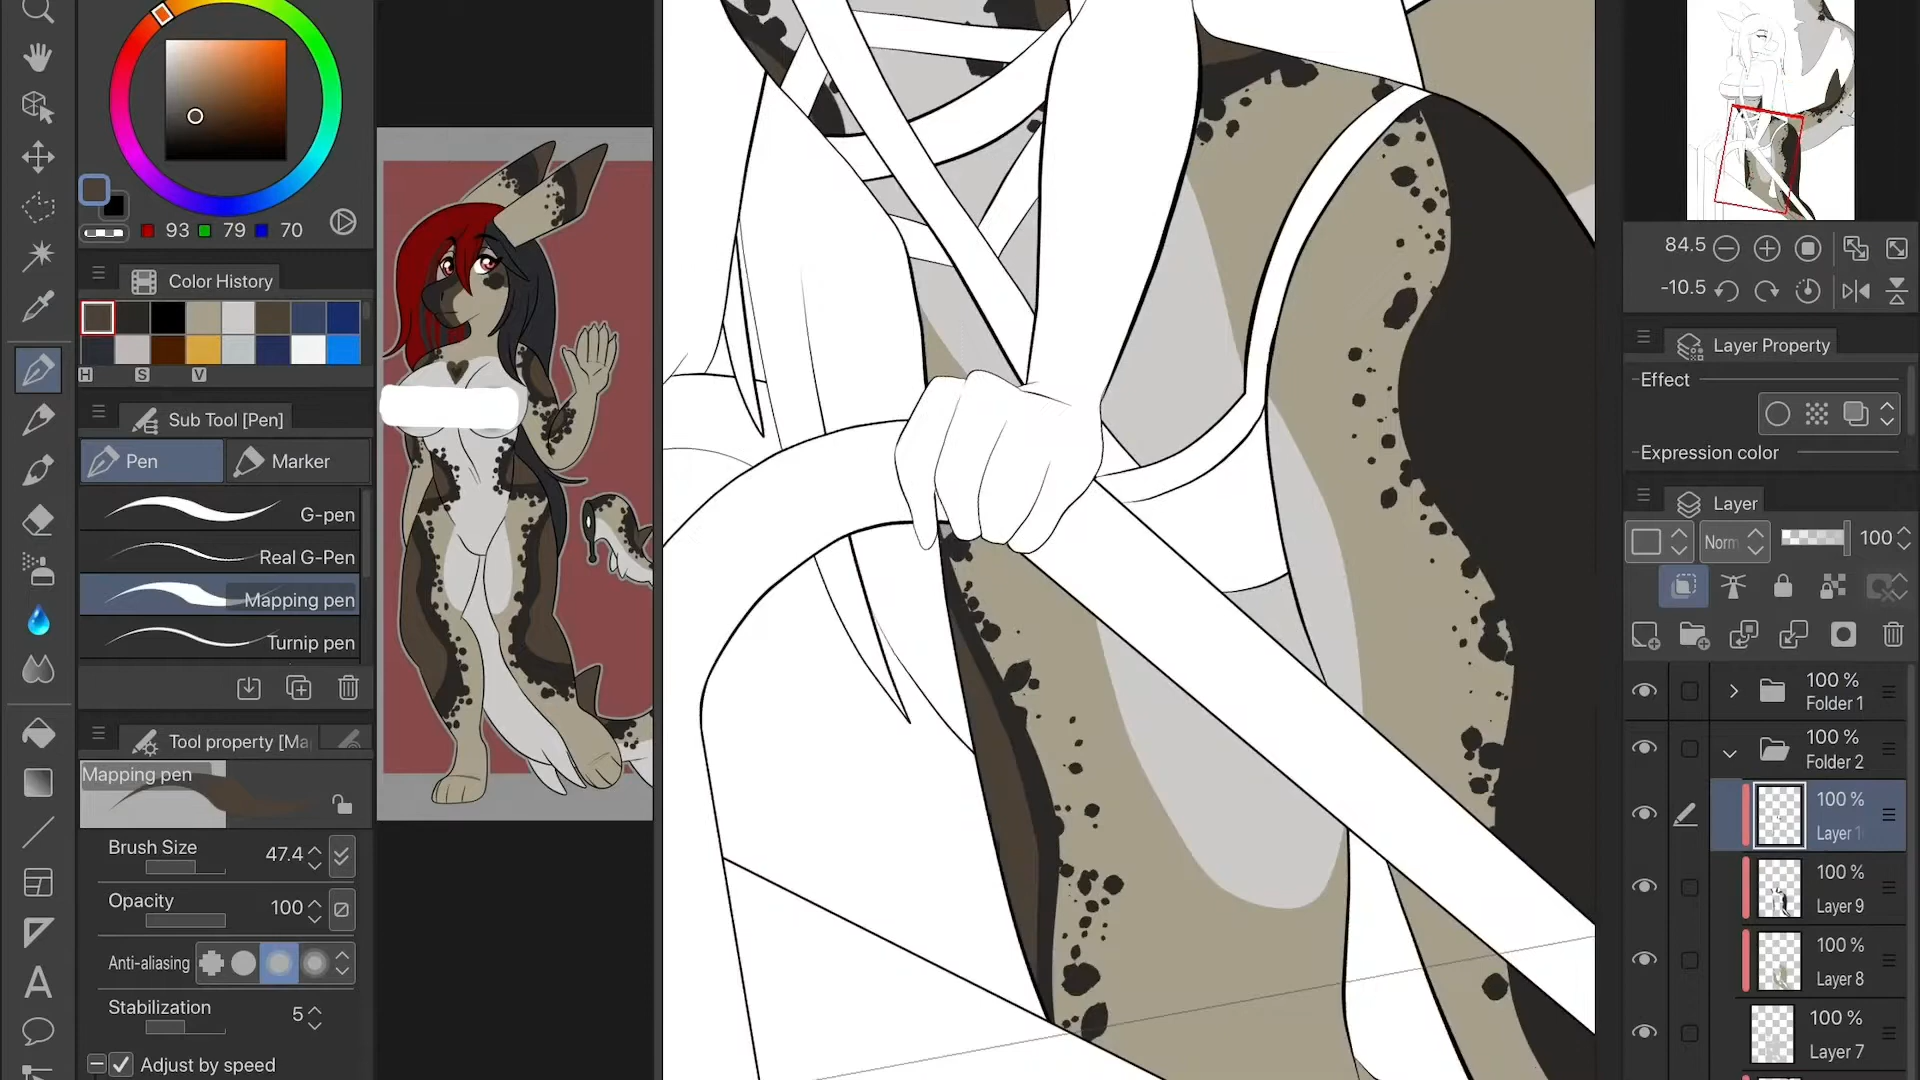 93 79 70
Color History
H S V
Sub Tool [Pen]
Pen
Marker
G-pen
Real G-Pen
Mapping pen
Turnip pen
Tool property [Ma
Mapping pen
Brush Size 47.4
Opacity 100
Anti-aliasing
Stabilization 5
Adjust by speed
84.5
-10.5
Layer Property
Effect
Expression color
Layer
Norm 100
100 %
Folder 1
100 %
Folder 2
100 %
Layer 1
100 %
Layer 9
100 %
Layer 8
100 %
Layer 7